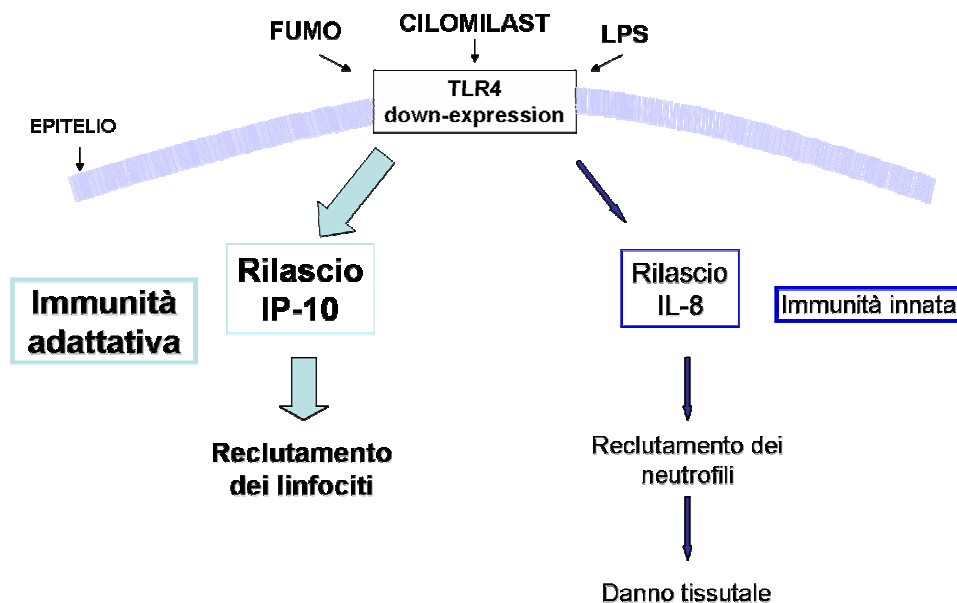 FUMO
CILOMILAST
LPS
TLR4
down-expression
EPITELIO
Rilascio
IP-10
Rilascio
IL-8
Immunità
adattativa
Immunità innata
Reclutamento
dei linfociti
Reclutamento dei
neutrofili
Danno tissutale